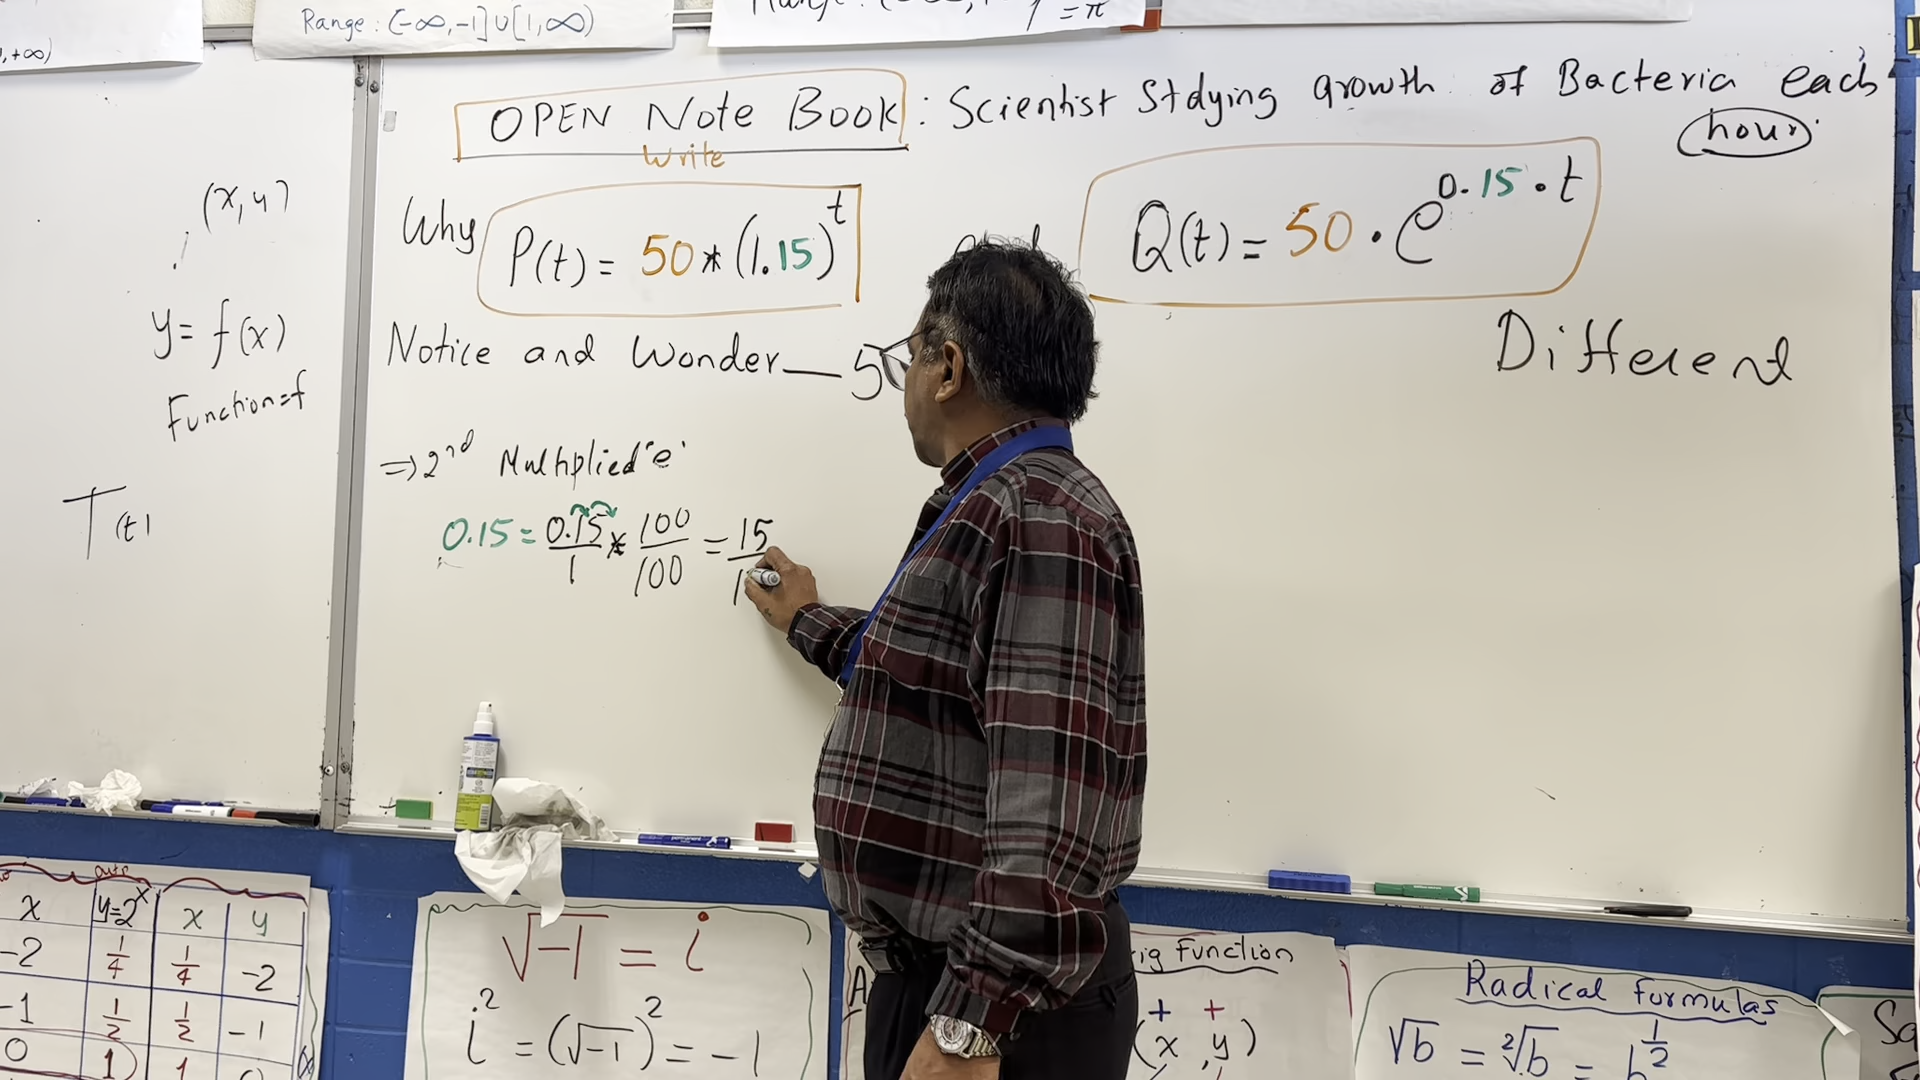 Range : (-∞, -1] ∪ [1, ∞)
= π
, +∞)
OPEN Note Book : Scientist Stdying growth of Bacteria each hour
Write
Why P(t) = 50 * (1.15)^t Q(t) = 50 · e^0.15·t
Notice and Wonder — 5
Different
⇒ 2nd Multiplied 'e'
0.15 = 0.15/1 * 100/100 = 15/1
(x, y)
y = f(x)
Function = f
T(t)
x y=2^x x y
-2 1/4 1/4 -2
-1 1/2 1/2 -1
0 1 1
√-1 = i
i² = (√-1)² = -1
ig Function
+ +
(x, y)
Radical formulas
√b = ²√b = b^1/2